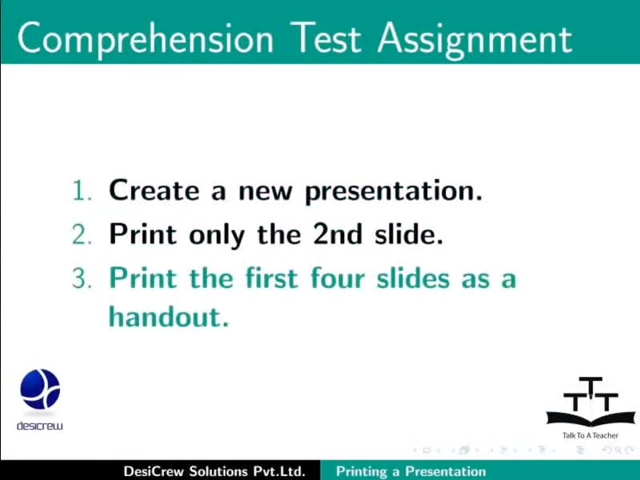 Comprehension Test Assignment
1. Create a new presentation.
2. Print only the 2nd slide.
3. Print the first four slides as a
handout.
desicrew
TTT
Talk To A Teacher
DesiCrew Solutions Pvt.Ltd. Printing a Presentation